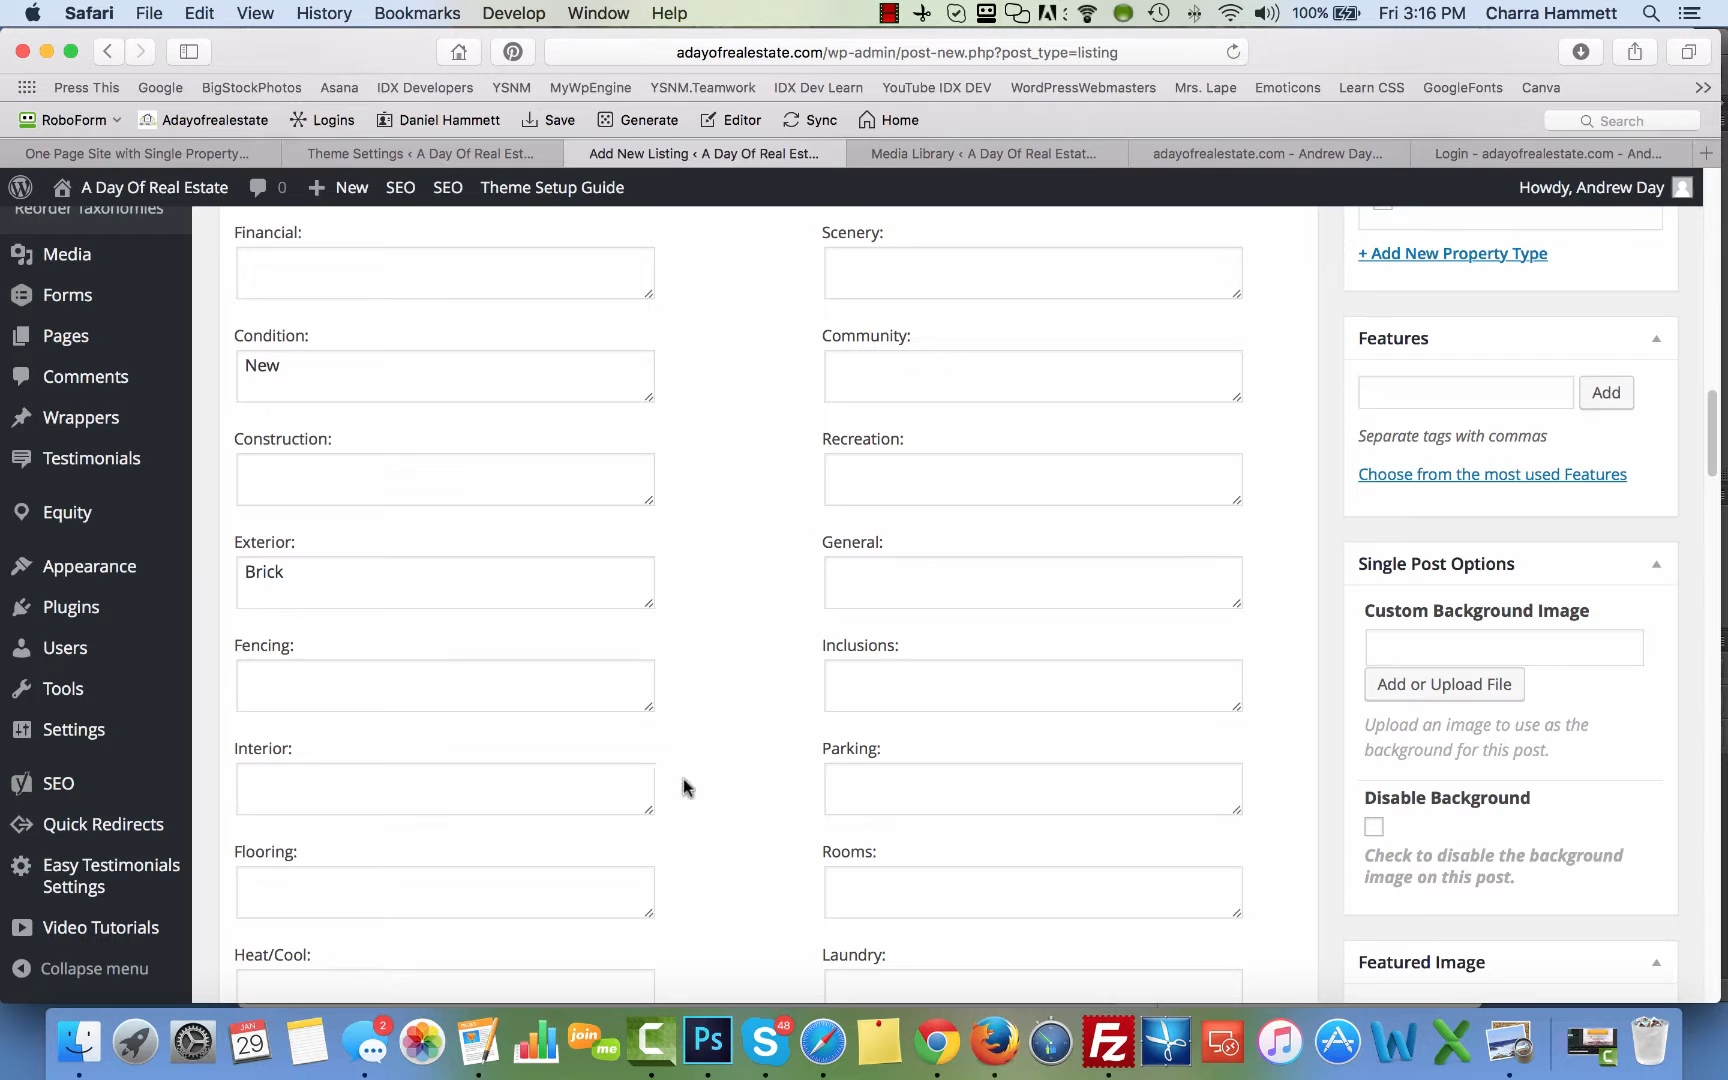 Safari File Edit View History Bookmarks Develop Window Help 100% Fri 3:16 PM Charra Hammett
adayofrealestate.com/wp-admin/post-new.php?post_type=listing
Press This Google BigStockPhotos Asana IDX Developers YSNM MyWpEngine YSNM.Teamwork IDX Dev Learn YouTube IDX DEV WordPressWebmasters Mrs. Lape Emoticons Learn CSS GoogleFonts Canva
RoboForm Adayofrealestate Logins Daniel Hammett Save Generate Editor Sync Home Search
One Page Site with Single Property... Theme Settings ‹ A Day Of Real Est... Add New Listing ‹ A Day Of Real Est... Media Library ‹ A Day Of Real Estat... adayofrealestate.com - Andrew Day... Login - adayofrealestate.com - And...
A Day Of Real Estate 0 New SEO SEO Theme Setup Guide Howdy, Andrew Day
Reorder Taxonomies
Media
Forms
Pages
Comments
Wrappers
Testimonials
Equity
Appearance
Plugins
Users
Tools
Settings
SEO
Quick Redirects
Easy Testimonials
Settings
Video Tutorials
Collapse menu
Financial:
Condition:
New
Construction:
Exterior:
Brick
Fencing:
Interior:
Flooring:
Heat/Cool:
Scenery:
Community:
Recreation:
General:
Inclusions:
Parking:
Rooms:
Laundry:
+ Add New Property Type
Features
Add
Separate tags with commas
Choose from the most used Features
Single Post Options
Custom Background Image
Add or Upload File
Upload an image to use as the
background for this post.
Disable Background
Check to disable the background
image on this post.
Featured Image
JAN
29
2
join
me
Ps
48
Fz